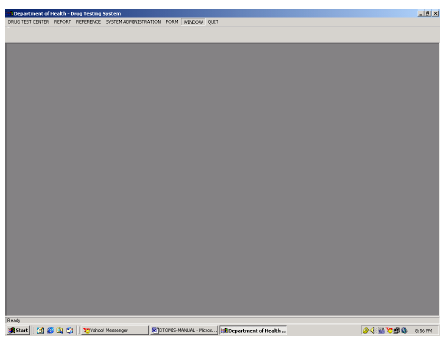 Department of Health - Drug Testing System
DRUG TEST CENTER REPORT REFERENCE SYSTEM ADMINISTRATION FORM WINDOW QUIT
Ready
Start Yahoo! Messenger DTOMIS-MANUAL - Micros... Department of Health ... 8:56 PM